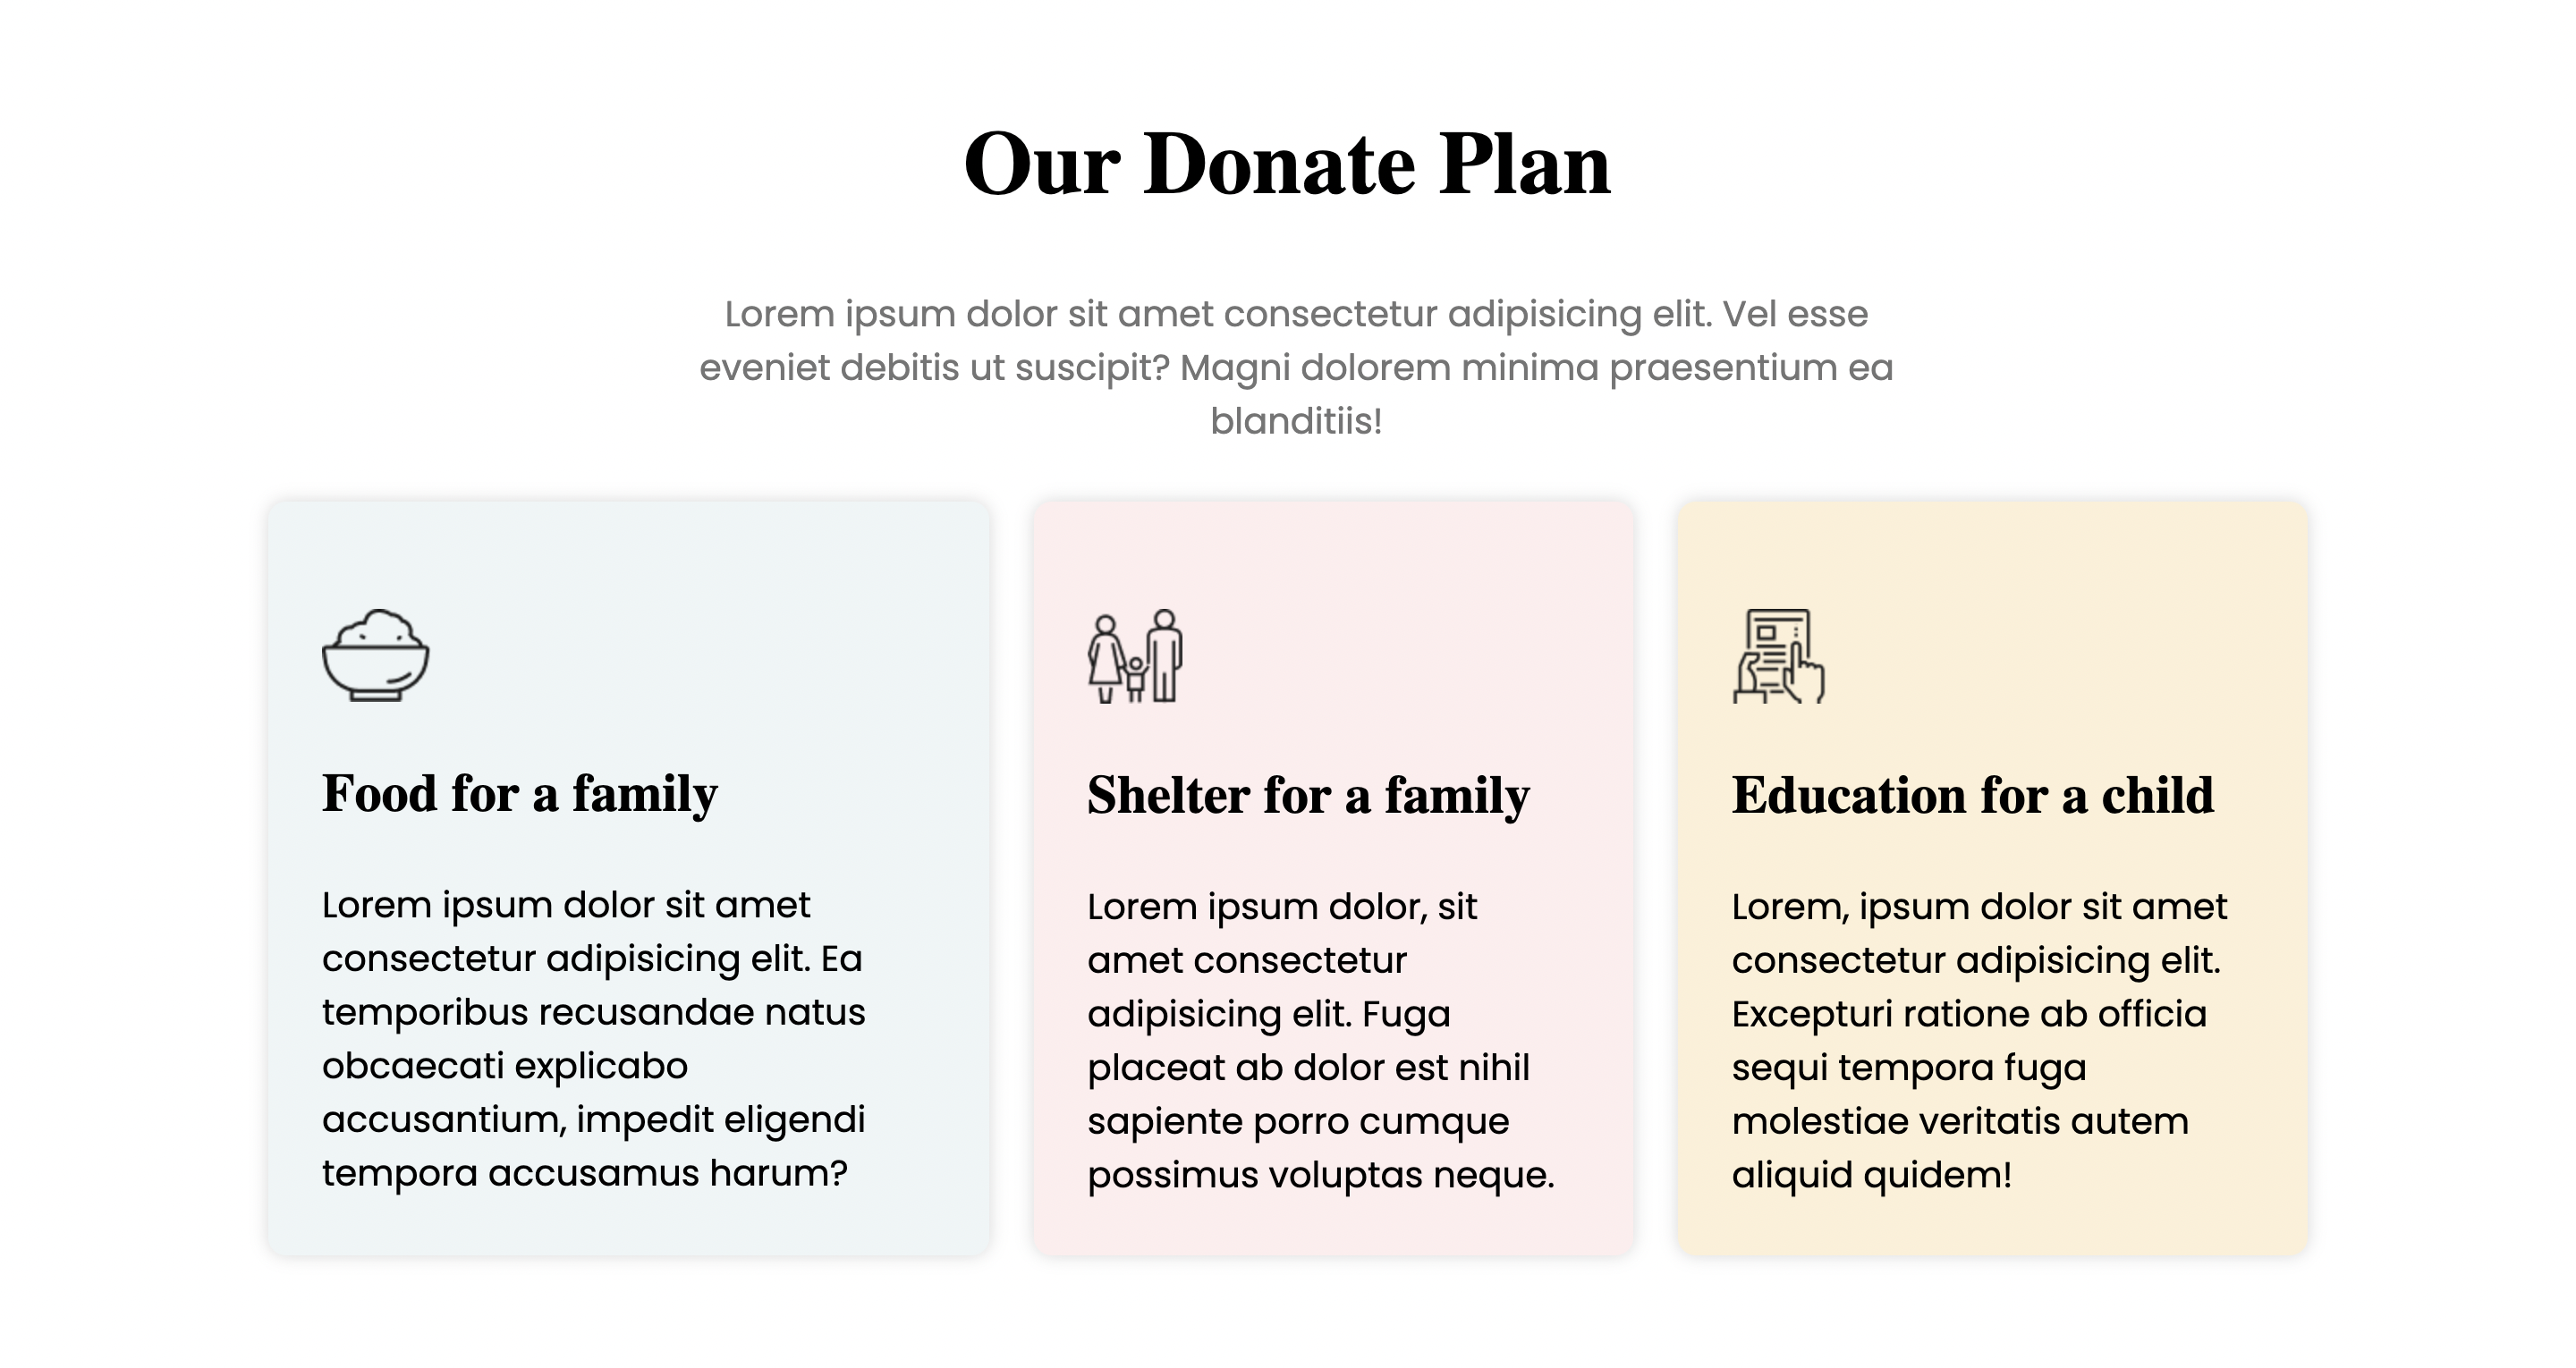 Our Donate Plan
Lorem ipsum dolor sit amet consectetur adipisicing elit. Vel esse
eveniet debitis ut suscipit? Magni dolorem minima praesentium ea
blanditiis!
Food for a family
Lorem ipsum dolor sit amet
consectetur adipisicing elit. Ea
temporibus recusandae natus
obcaecati explicabo
accusantium, impedit eligendi
tempora accusamus harum?
Shelter for a family
Lorem ipsum dolor, sit
amet consectetur
adipisicing elit. Fuga
placeat ab dolor est nihil
sapiente porro cumque
possimus voluptas neque.
Education for a child
Lorem, ipsum dolor sit amet
consectetur adipisicing elit.
Excepturi ratione ab officia
sequi tempora fuga
molestiae veritatis autem
aliquid quidem!